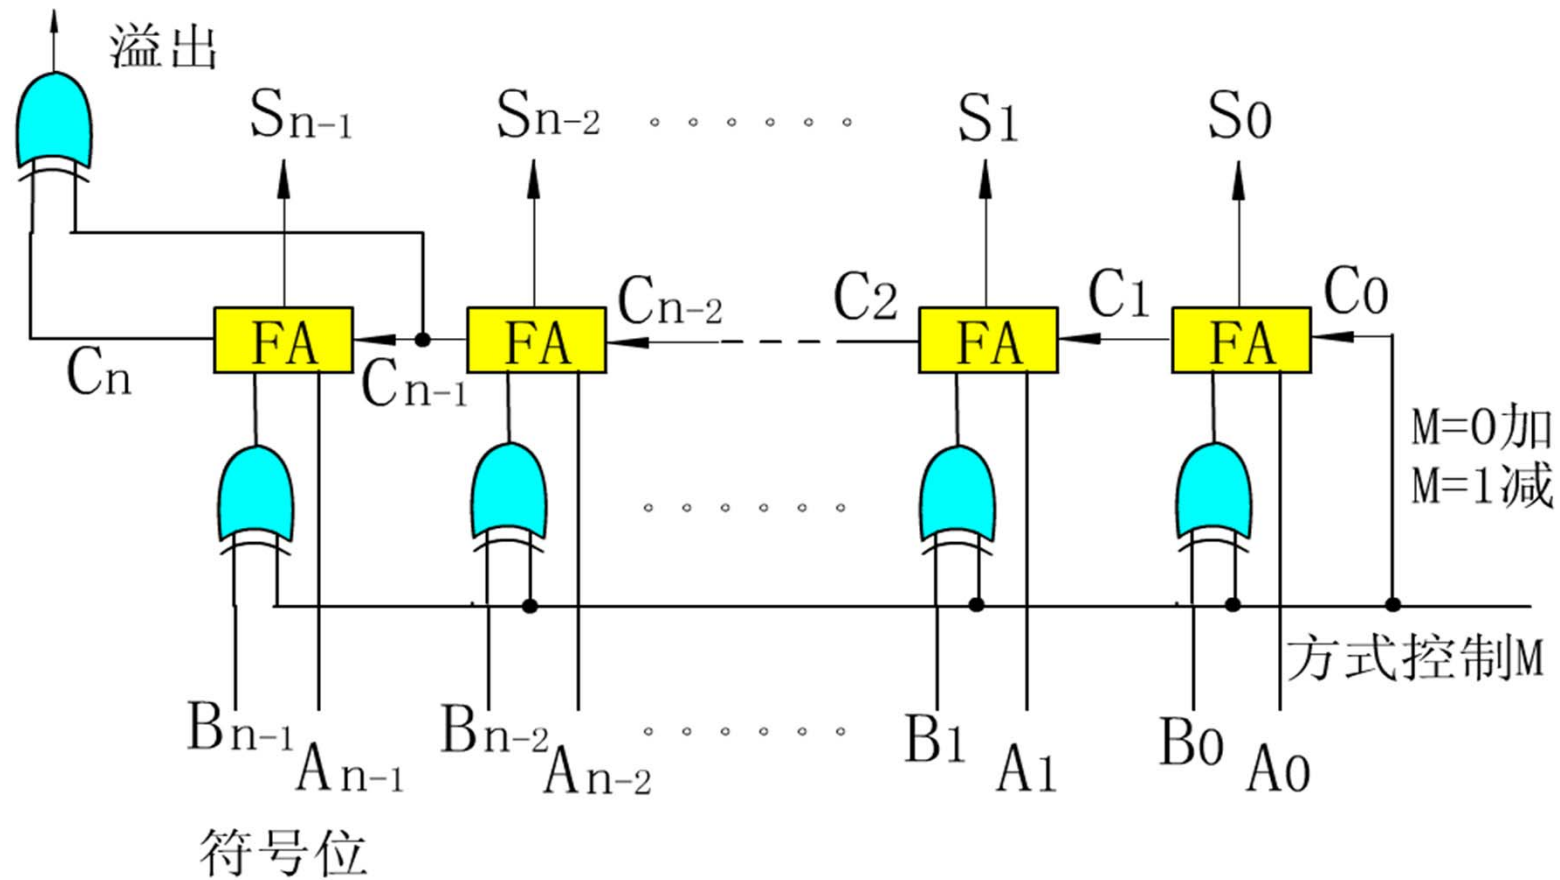 溢出
Sn-1 Sn-2 S1 S0
Cn-2 C2 C1 C0
FA FA FA FA
Cn Cn-1
M=0加
M=1减
方式控制M
Bn-1 Bn-2 B1 B0
An-1 An-2 A1 A0
符号位